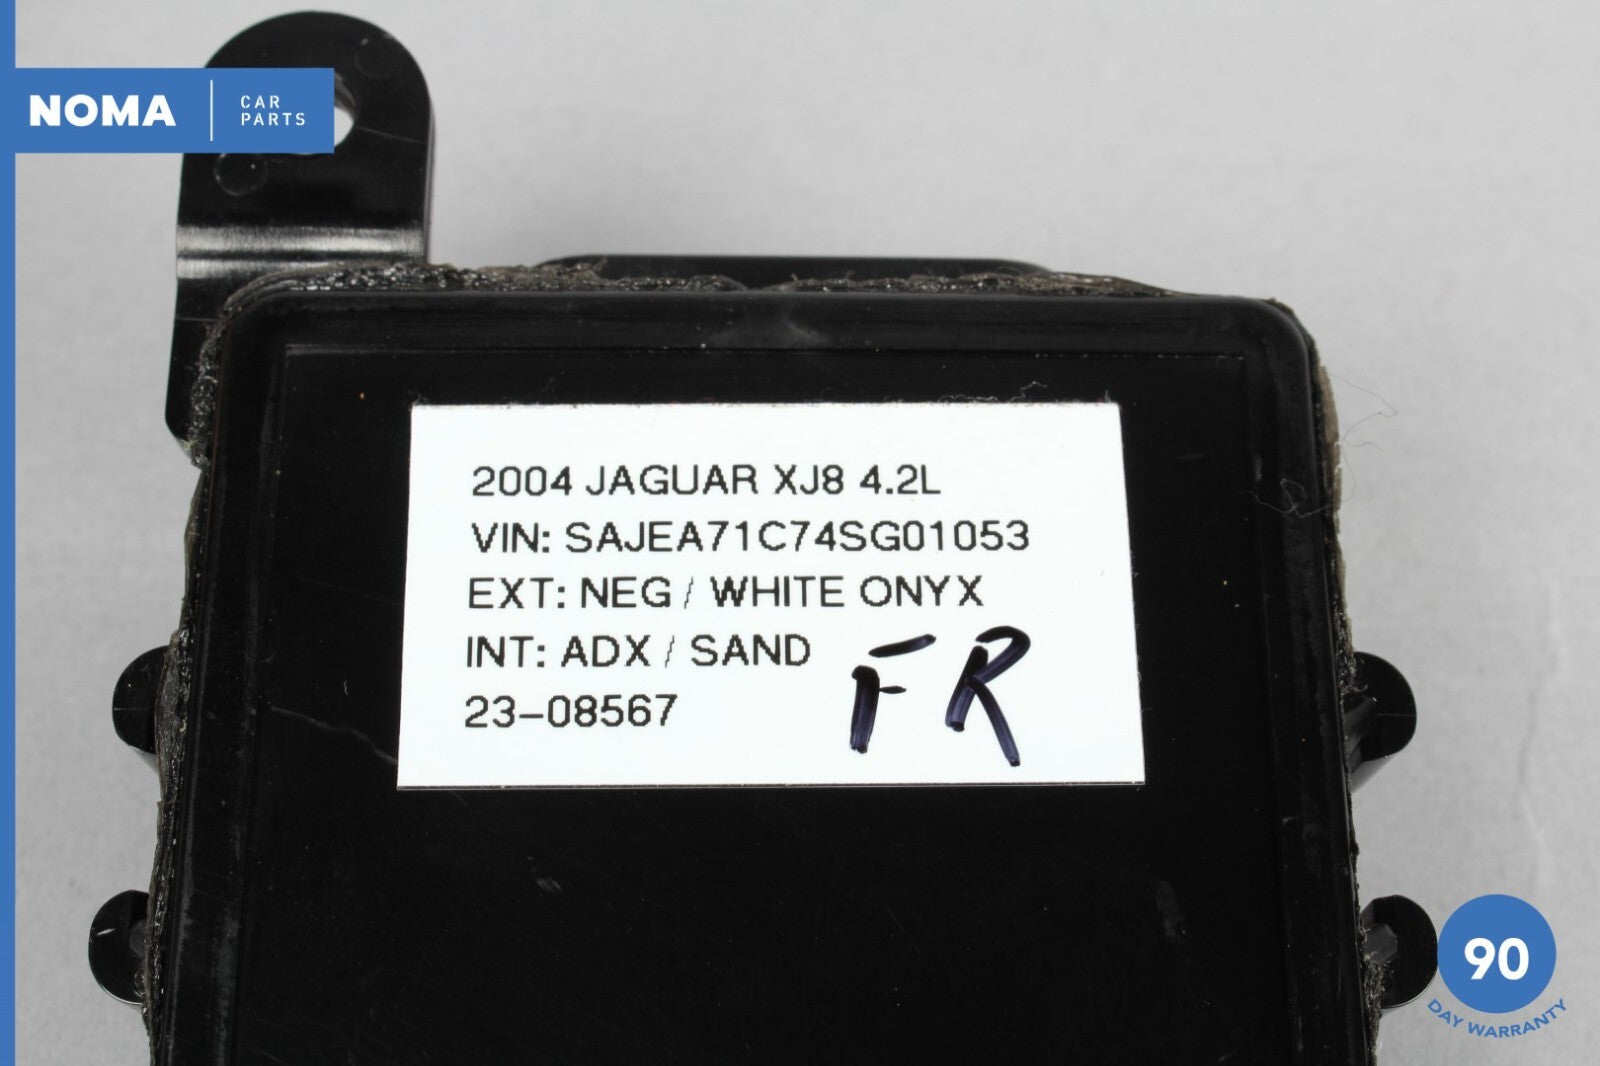 NOMA
CAR
PARTS
2004 JAGUAR XJ8 4.2L
VIN: SAJEA71C74SG01053
EXT: NEG / WHITE ONYX
INT: ADX / SAND
23-08567
FR
90
DAY WARRANTY